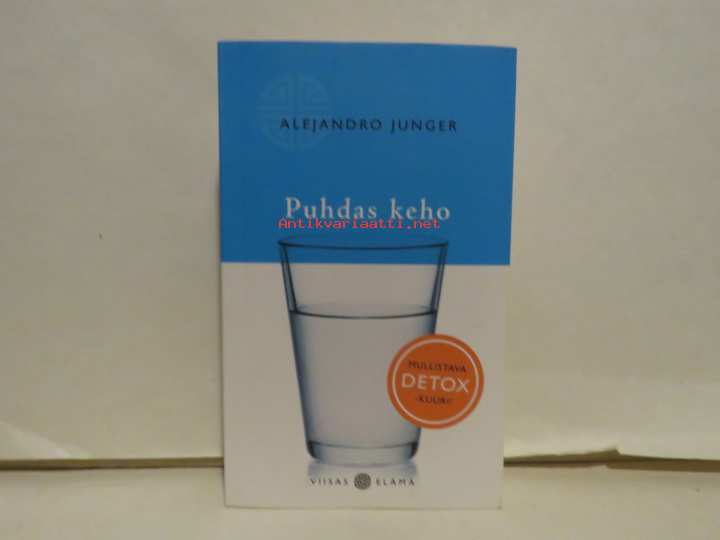 ALEJANDRO JUNGER
Puhdas keho
Antikvariaatti.net
MULLISTAVA
DETOX
-KUURI!
VIISAS ELÄMÄ